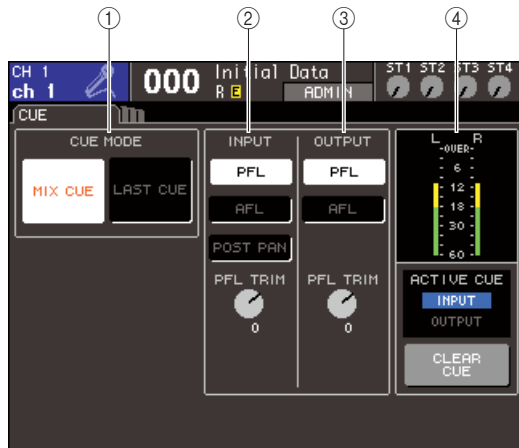 ① ② ③ ④
CH 1
ch 1
000
Initial Data
R E
ADMIN
ST1 ST2 ST3 ST4
CUE
CUE MODE
MIX CUE
LAST CUE
INPUT
PFL
AFL
POST PAN
PFL TRIM
0
OUTPUT
PFL
AFL
PFL TRIM
0
L R
-OVER-
6
12
18
30
60
ACTIVE CUE
INPUT
OUTPUT
CLEAR
CUE